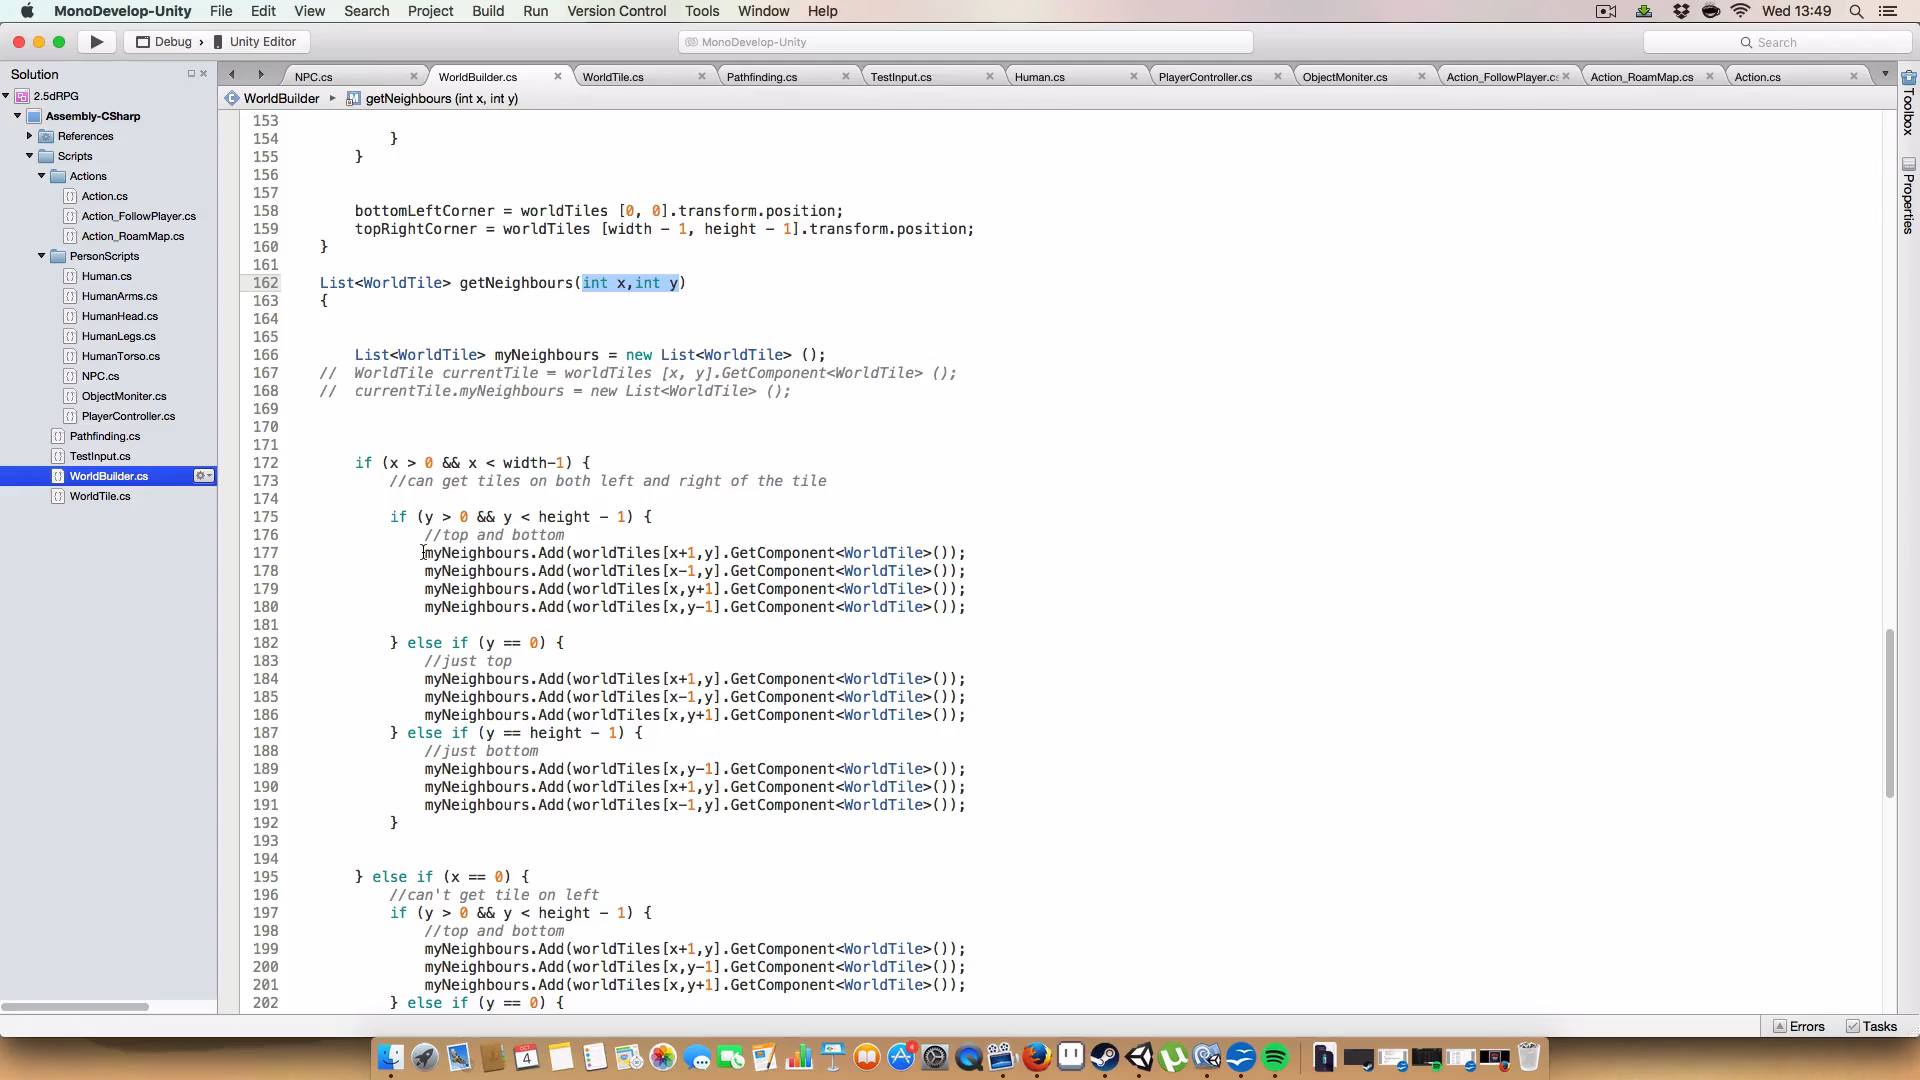 MonoDevelop-Unity File Edit View Search Project Build Run Version Control Tools Window Help Wed 13:49
Debug › Unity Editor MonoDevelop-Unity Search
Solution
NPC.cs WorldBuilder.cs WorldTile.cs Pathfinding.cs TestInput.cs Human.cs PlayerController.cs ObjectMoniter.cs Action_FollowPlayer.c Action_RoamMap.cs Action.cs
WorldBuilder getNeighbours (int x, int y)
2.5dRPG
Assembly-CSharp
References
Scripts
Actions
Action.cs
Action_FollowPlayer.cs
Action_RoamMap.cs
PersonScripts
Human.cs
HumanArms.cs
HumanHead.cs
HumanLegs.cs
HumanTorso.cs
NPC.cs
ObjectMoniter.cs
PlayerController.cs
Pathfinding.cs
TestInput.cs
WorldBuilder.cs
WorldTile.cs
153
154 }
155 }
156
157
158 bottomLeftCorner = worldTiles [0, 0].transform.position;
159 topRightCorner = worldTiles [width - 1, height - 1].transform.position;
160 }
161
162 List<WorldTile> getNeighbours(int x,int y)
163 {
164
165
166 List<WorldTile> myNeighbours = new List<WorldTile> ();
167 // WorldTile currentTile = worldTiles [x, y].GetComponent<WorldTile> ();
168 // currentTile.myNeighbours = new List<WorldTile> ();
169
170
171
172 if (x > 0 && x < width-1) {
173 //can get tiles on both left and right of the tile
174
175 if (y > 0 && y < height - 1) {
176 //top and bottom
177 myNeighbours.Add(worldTiles[x+1,y].GetComponent<WorldTile>());
178 myNeighbours.Add(worldTiles[x-1,y].GetComponent<WorldTile>());
179 myNeighbours.Add(worldTiles[x,y+1].GetComponent<WorldTile>());
180 myNeighbours.Add(worldTiles[x,y-1].GetComponent<WorldTile>());
181
182 } else if (y == 0) {
183 //just top
184 myNeighbours.Add(worldTiles[x+1,y].GetComponent<WorldTile>());
185 myNeighbours.Add(worldTiles[x-1,y].GetComponent<WorldTile>());
186 myNeighbours.Add(worldTiles[x,y+1].GetComponent<WorldTile>());
187 } else if (y == height - 1) {
188 //just bottom
189 myNeighbours.Add(worldTiles[x,y-1].GetComponent<WorldTile>());
190 myNeighbours.Add(worldTiles[x+1,y].GetComponent<WorldTile>());
191 myNeighbours.Add(worldTiles[x-1,y].GetComponent<WorldTile>());
192 }
193
194
195 } else if (x == 0) {
196 //can't get tile on left
197 if (y > 0 && y < height - 1) {
198 //top and bottom
199 myNeighbours.Add(worldTiles[x+1,y].GetComponent<WorldTile>());
200 myNeighbours.Add(worldTiles[x,y-1].GetComponent<WorldTile>());
201 myNeighbours.Add(worldTiles[x,y+1].GetComponent<WorldTile>());
202 } else if (y == 0) {
Toolbox
Properties
Errors Tasks
OCT
4
4